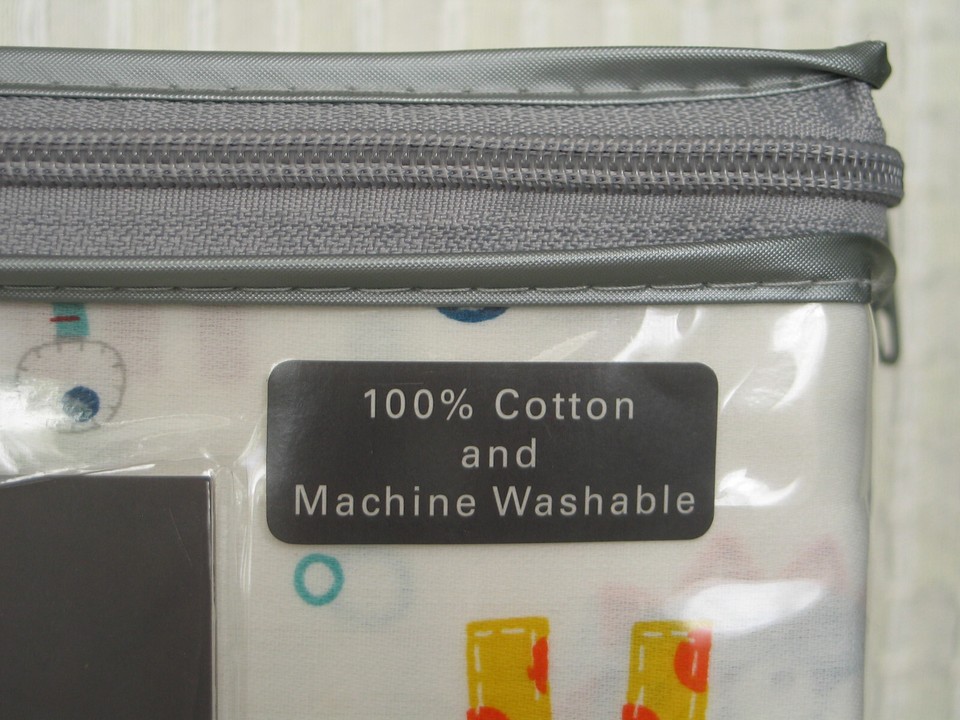 100% Cotton
and
Machine Washable